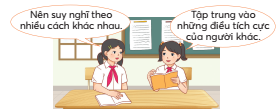 Nên suy nghĩ theo
nhiều cách khác nhau.
Tập trung vào
những điều tích cực
của người khác.